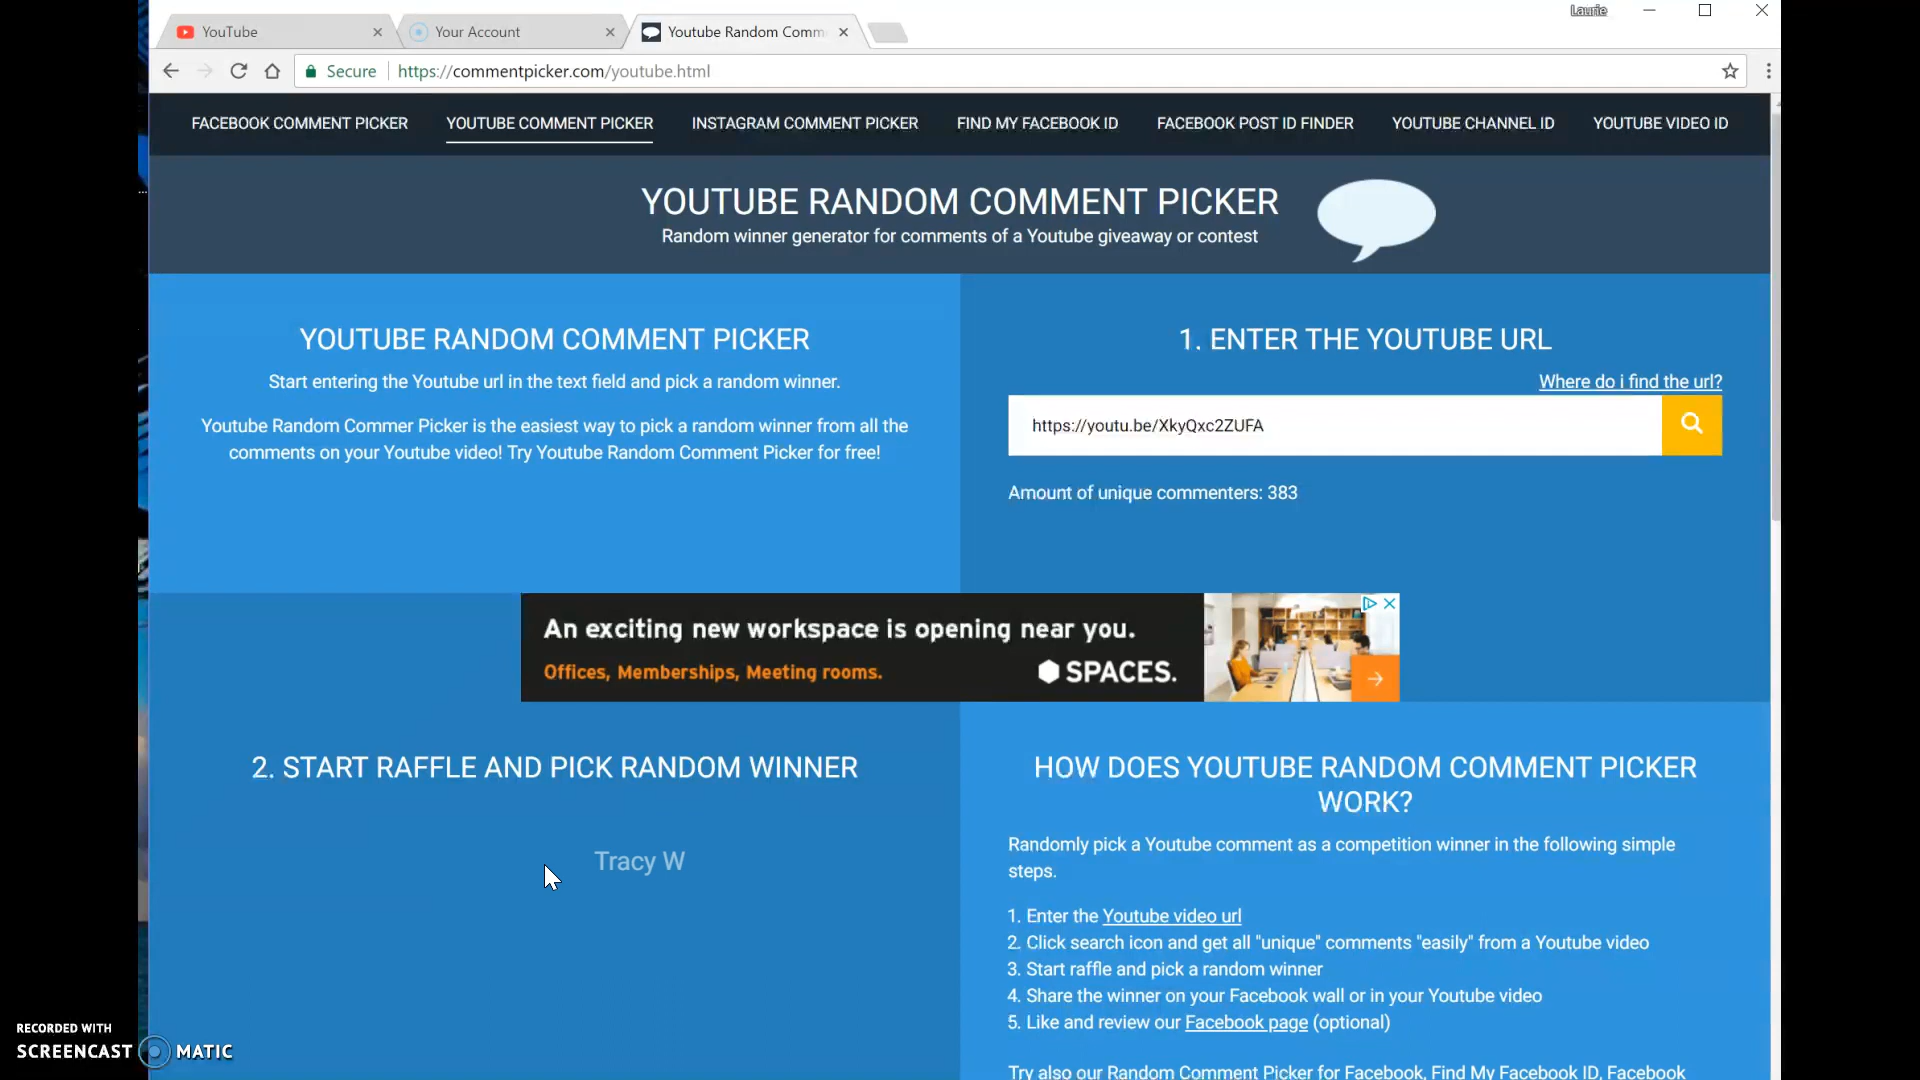 Laurie
YouTube
Your Account
Youtube Random Comm
Secure
https://commentpicker.com/youtube.html
FACEBOOK COMMENT PICKER
YOUTUBE COMMENT PICKER
INSTAGRAM COMMENT PICKER
FIND MY FACEBOOK ID
FACEBOOK POST ID FINDER
YOUTUBE CHANNEL ID
YOUTUBE VIDEO ID
YOUTUBE RANDOM COMMENT PICKER
Random winner generator for comments of a Youtube giveaway or contest
YOUTUBE RANDOM COMMENT PICKER
Start entering the Youtube url in the text field and pick a random winner.
Youtube Random Commer Picker is the easiest way to pick a random winner from all the
comments on your Youtube video! Try Youtube Random Comment Picker for free!
1. ENTER THE YOUTUBE URL
Where do i find the url?
https://youtu.be/XkyQxc2ZUFA
Amount of unique commenters: 383
An exciting new workspace is opening near you.
Offices, Memberships, Meeting rooms.
SPACES.
2. START RAFFLE AND PICK RANDOM WINNER
Tracy W
HOW DOES YOUTUBE RANDOM COMMENT PICKER
WORK?
Randomly pick a Youtube comment as a competition winner in the following simple
steps.
1. Enter the Youtube video url
2. Click search icon and get all "unique" comments "easily" from a Youtube video
3. Start raffle and pick a random winner
4. Share the winner on your Facebook wall or in your Youtube video
5. Like and review our Facebook page (optional)
Try also our Random Comment Picker for Facebook, Find My Facebook ID, Facebook
RECORDED WITH
SCREENCAST MATIC